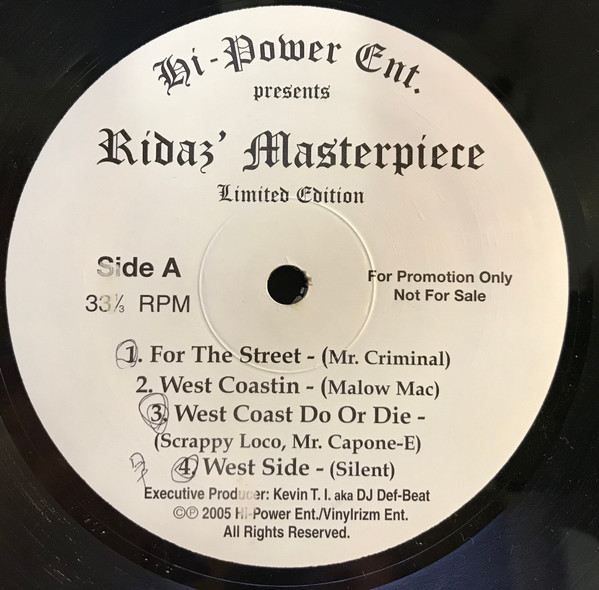 Hi-Power Ent.
presents
Ridaz' Masterpiece
Limited Edition
Side A
33⅓ RPM
For Promotion Only
Not For Sale
1. For The Street - (Mr. Criminal)
2. West Coastin - (Malow Mac)
3. West Coast Do Or Die -
(Scrappy Loco, Mr. Capone-E)
4. West Side - (Silent)
Executive Producer: Kevin T. I. aka DJ Def-Beat
©℗ 2005 Hi-Power Ent./Vinylrizm Ent.
All Rights Reserved.